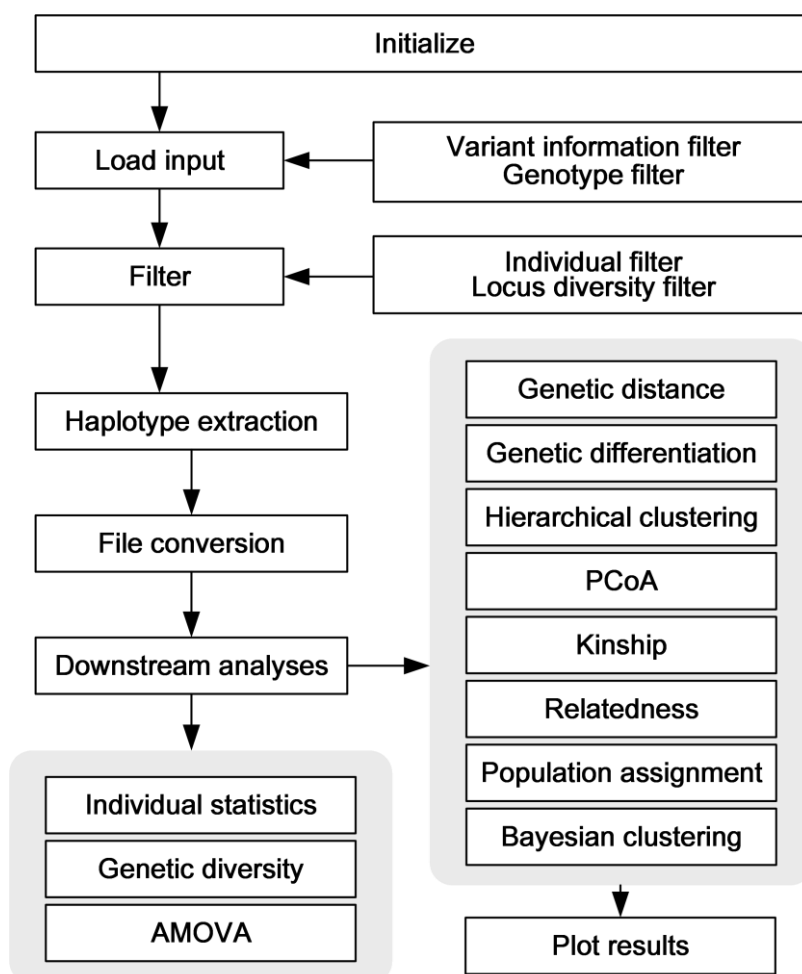 Initialize
Load input
Variant information filter
Genotype filter
Filter
Individual filter
Locus diversity filter
Haplotype extraction
File conversion
Downstream analyses
Individual statistics
Genetic diversity
AMOVA
Genetic distance
Genetic differentiation
Hierarchical clustering
PCoA
Kinship
Relatedness
Population assignment
Bayesian clustering
Plot results